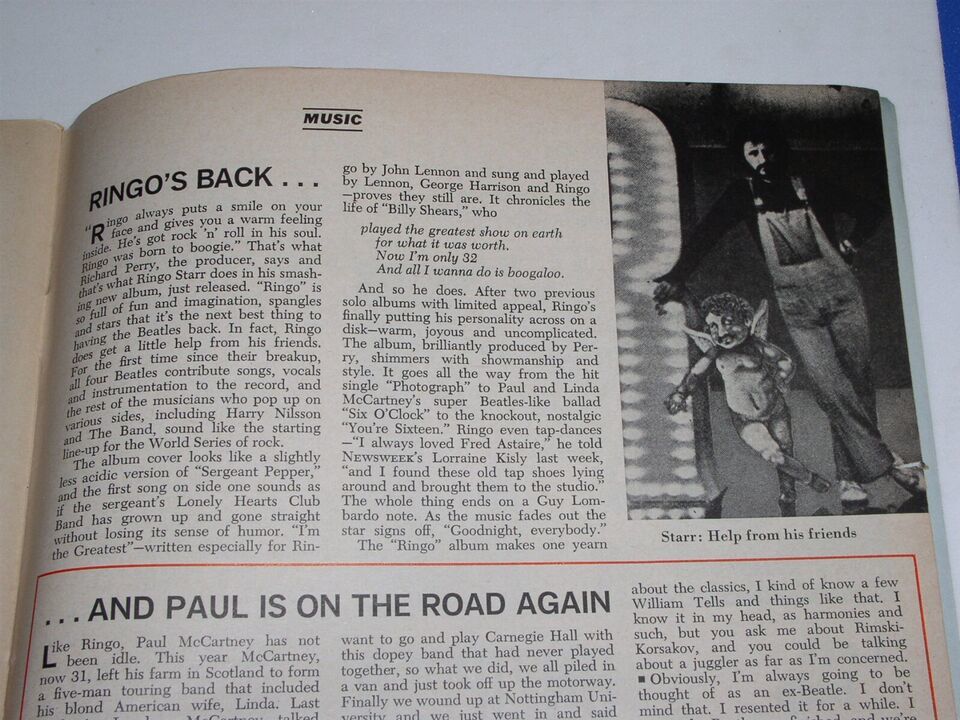 MUSIC
RINGO'S BACK . . .
"Ringo always puts a smile on your
face and gives you a warm feeling
inside. He's got rock 'n' roll in his soul.
Ringo was born to boogie." That's what
Richard Perry, the producer, says and
that's what Ringo Starr does in his smash-
ing new album, just released. "Ringo" is
so full of fun and imagination, spangles
and stars that it's the next best thing to
having the Beatles back. In fact, Ringo
does get a little help from his friends.
For the first time since their breakup,
all four Beatles contribute songs, vocals
and instrumentation to the record, and
the rest of the musicians who pop up on
various sides, including Harry Nilsson
and The Band, sound like the starting
line-up for the World Series of rock.
The album cover looks like a slightly
less acidic version of "Sergeant Pepper,"
and the first song on side one sounds as
if the sergeant's Lonely Hearts Club
Band has grown up and gone straight
without losing its sense of humor. "I'm
the Greatest"—written especially for Rin-
go by John Lennon and sung and played
by Lennon, George Harrison and Ringo
—proves they still are. It chronicles the
life of "Billy Shears," who
played the greatest show on earth
for what it was worth.
Now I'm only 32
And all I wanna do is boogaloo.
And so he does. After two previous
solo albums with limited appeal, Ringo's
finally putting his personality across on a
disk—warm, joyous and uncomplicated.
The album, brilliantly produced by Per-
ry, shimmers with showmanship and
style. It goes all the way from the hit
single "Photograph" to Paul and Linda
McCartney's super Beatles-like ballad
"Six O'Clock" to the knockout, nostalgic
"You're Sixteen." Ringo even tap-dances
—"I always loved Fred Astaire," he told
NEWSWEEK's Lorraine Kisly last week,
"and I found these old tap shoes lying
around and brought them to the studio."
The whole thing ends on a Guy Lom-
bardo note. As the music fades out the
star signs off, "Goodnight, everybody."
The "Ringo" album makes one yearn
Starr: Help from his friends
. . . AND PAUL IS ON THE ROAD AGAIN
Like Ringo, Paul McCartney has not
been idle. This year McCartney,
now 31, left his farm in Scotland to form
a five-man touring band that included
his blond American wife, Linda. Last
McCartney talked
want to go and play Carnegie Hall with
this dopey band that had never played
together, so what we did, we all piled in
a van and just took off up the motorway.
Finally we wound up at Nottingham Uni-
versity and we just went in and said
about the classics, I kind of know a few
William Tells and things like that. I
know it in my head, as harmonies and
such, but you ask me about Rimski-
Korsakov, and you could be talking
about a juggler as far as I'm concerned.
■ Obviously, I'm always going to be
thought of as an ex-Beatle. I don't
mind that. I resented it for a while. I
and we're